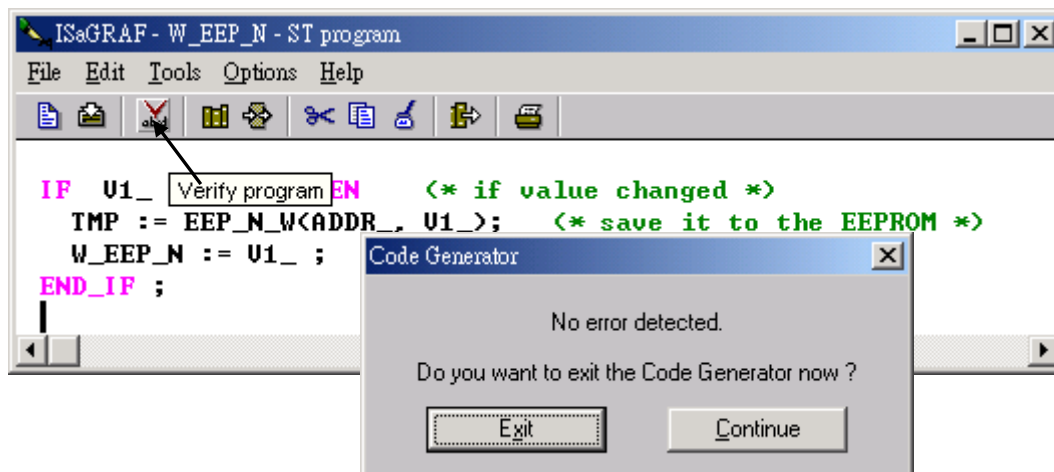 ISaGRAF - W_EEP_N - ST program
File Edit Tools Options Help
IF V1_ EN (* if value changed *)
Verify program
TMP := EEP_N_W(ADDR_, V1_); (* save it to the EEPROM *)
W_EEP_N := V1_ ;
END_IF ;
Code Generator
No error detected.
Do you want to exit the Code Generator now ?
Exit Continue